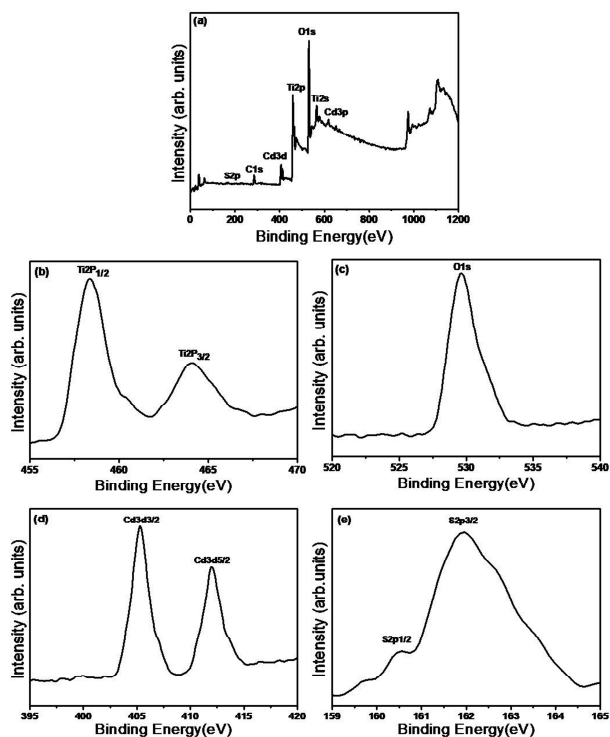 (a)
O1s
Ti2p
Ti2s
Cd3p
Cd3d
C1s
S2p
Intensity (arb. units)
0 200 400 600 800 1000 1200
Binding Energy(eV)
(b)
Ti2P1/2
Ti2P3/2
Intensity (arb. units)
455 460 465 470
Binding Energy(eV)
(c)
O1s
Intensity (arb. units)
520 525 530 535 540
Binding Energy(eV)
(d)
Cd3d3/2
Cd3d5/2
Intensity (arb. units)
395 400 405 410 415 420
Binding Energy(eV)
(e)
S2p3/2
S2p1/2
Intensity (arb.units)
159 160 161 162 163 164 165
Binding Energy(eV)